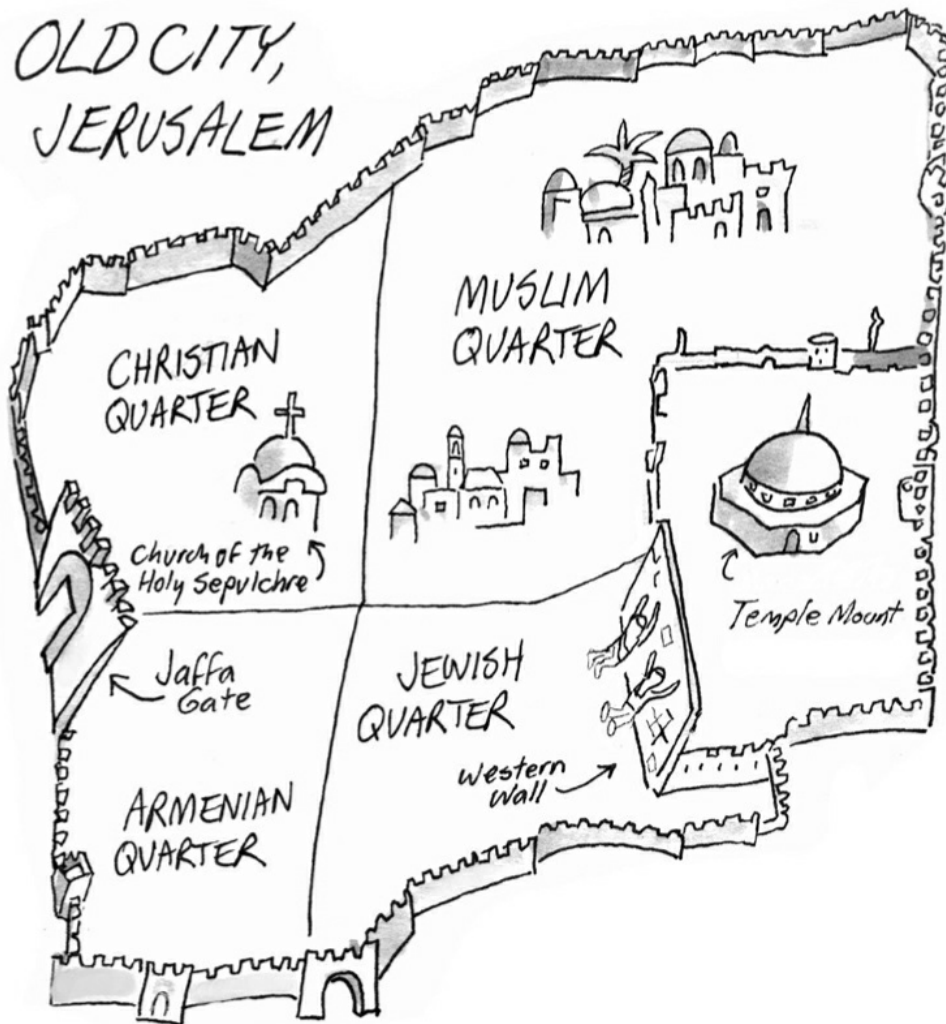 OLD CITY,
JERUSALEM
MUSLIM
QUARTER
CHRISTIAN
QUARTER
Church of the
Holy Sepulchre
Temple Mount
Jaffa
Gate
JEWISH
QUARTER
Western
Wall
ARMENIAN
QUARTER